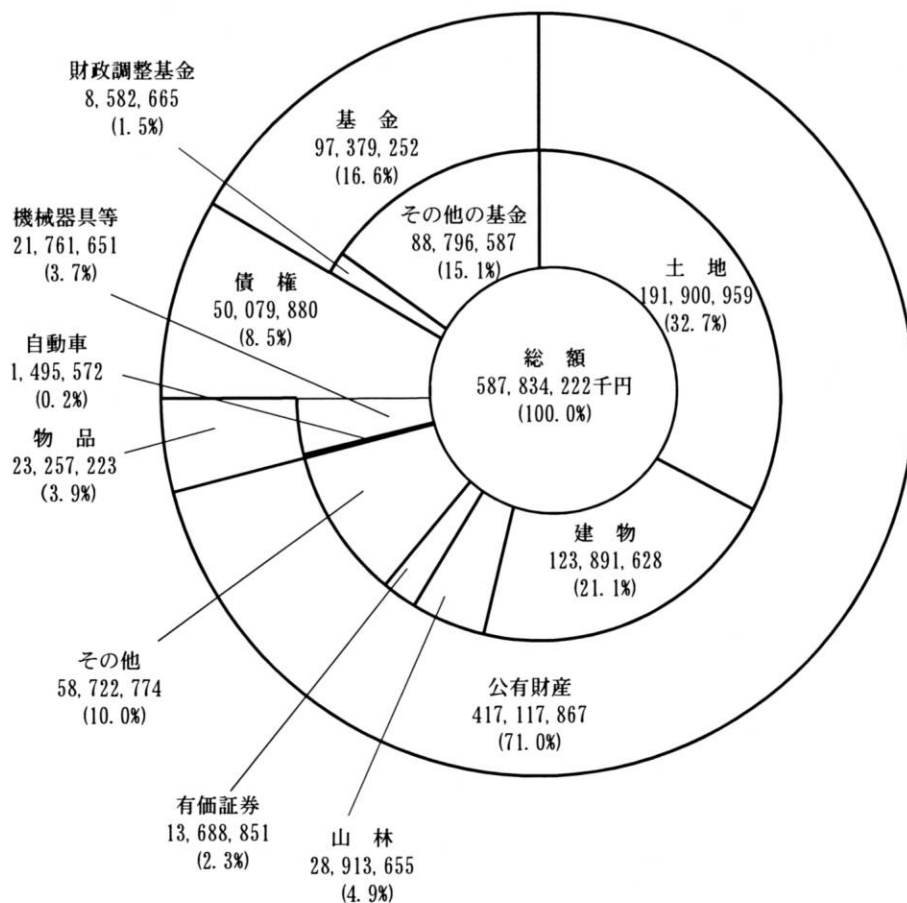 財政調整基金
8,582,665
(1.5%)
基　金
97,379,252
(16.6%)
その他の基金
88,796,587
(15.1%)
機械器具等
21,761,651
(3.7%)
債　権
50,079,880
(8.5%)
土　地
191,900,959
(32.7%)
自動車
1,495,572
(0.2%)
総　額
587,834,222千円
(100.0%)
物　品
23,257,223
(3.9%)
建　物
123,891,628
(21.1%)
その他
58,722,774
(10.0%)
公有財産
417,117,867
(71.0%)
有価証券
13,688,851
(2.3%)
山　林
28,913,655
(4.9%)